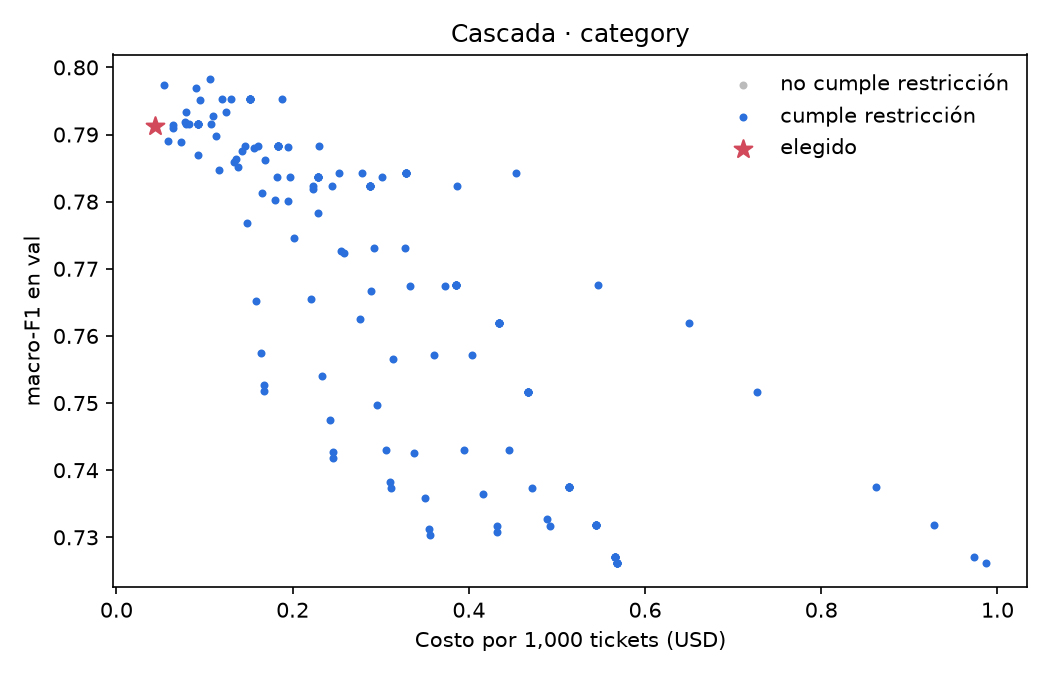 Cascada · category
no cumple restricción
cumple restricción
elegido
macro-F1 en val
0.80
0.79
0.78
0.77
0.76
0.75
0.74
0.73
0.0 0.2 0.4 0.6 0.8 1.0
Costo por 1,000 tickets (USD)